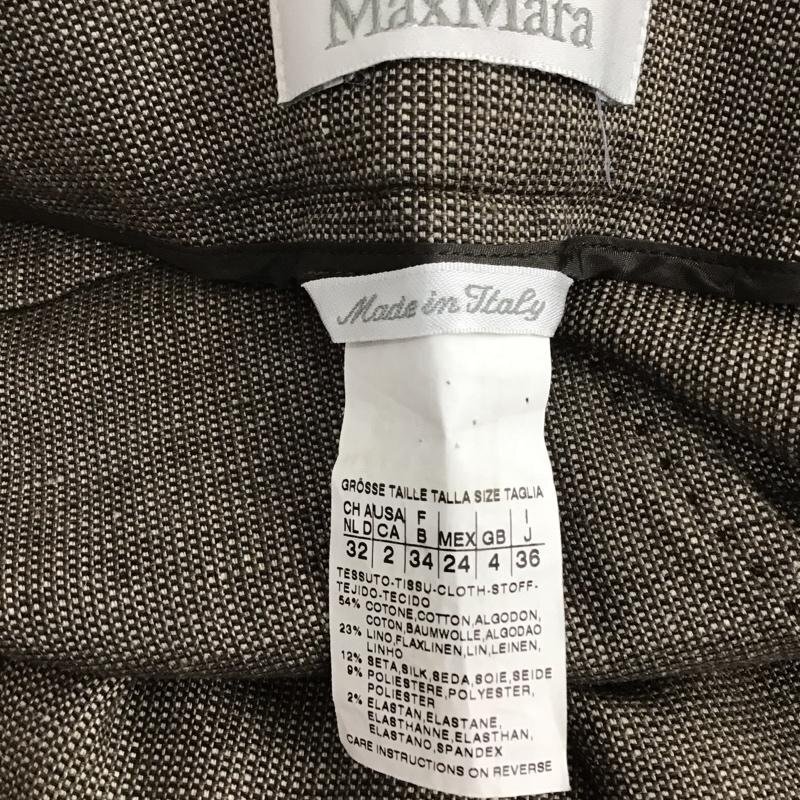 MaxMara
Made in Italy
GRÖSSE TAILLE TALLA SIZE TAGLIA
CH A USA F I
NL D CA B MEX GB J
32 2 34 24 4 36
TESSUTO-TISSU-CLOTH-STOFF-
TEJIDO-TECIDO
54% COTONE,COTTON,ALGODON,
COTON,BAUMWOLLE,ALGODAO
23% LINO,FLAXLINEN,LIN,LEINEN,
LINHO
12% SETA,SILK,SEDA,SOIE,SEIDE
9% POLIESTERE,POLYESTER,
POLIESTER
2% ELASTAN,ELASTANE,
ELASTHANNE,ELASTHAN,
ELASTANO,SPANDEX
CARE INSTRUCTIONS ON REVERSE